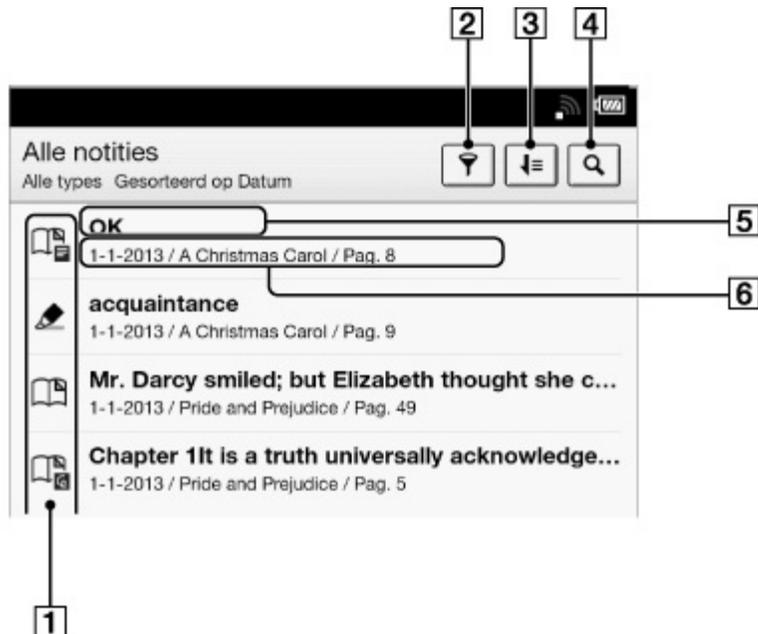 2 3 4
Alle notities
Alle types Gesorteerd op Datum
OK
5
1-1-2013 / A Christmas Carol / Pag. 8
6
acquaintance
1-1-2013 / A Christmas Carol / Pag. 9
Mr. Darcy smiled; but Elizabeth thought she c...
1-1-2013 / Pride and Prejudice / Pag. 49
Chapter 1It is a truth universally acknowledge...
1-1-2013 / Pride and Prejudice / Pag. 5
1